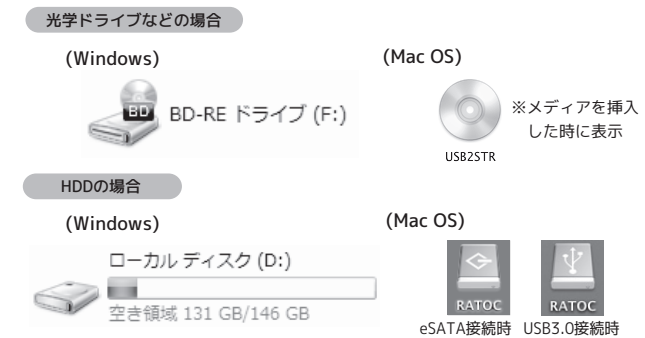 光学ドライブなどの場合
(Windows)
(Mac OS)
BD
BD-RE ドライブ (F:)
※メディアを挿入
した時に表示
USB2STR
HDDの場合
(Windows)
(Mac OS)
ローカル ディスク (D:)
空き領域 131 GB/146 GB
RATOC
RATOC
eSATA接続時
USB3.0接続時